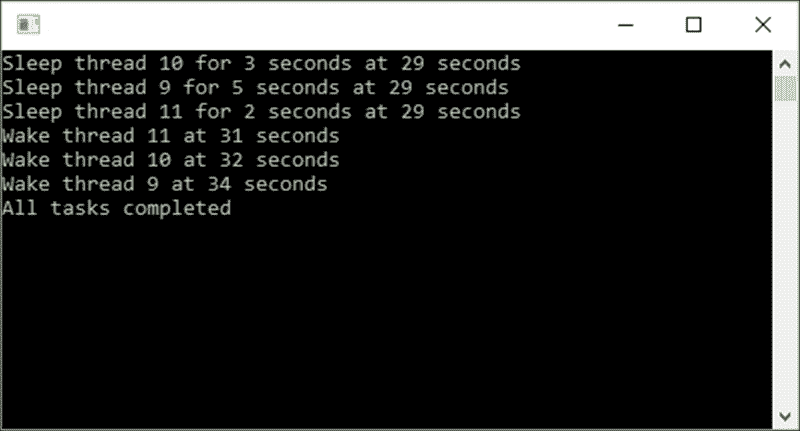 Sleep thread 10 for 3 seconds at 29 seconds
Sleep thread 9 for 5 seconds at 29 seconds
Sleep thread 11 for 2 seconds at 29 seconds
Wake thread 11 at 31 seconds
Wake thread 10 at 32 seconds
Wake thread 9 at 34 seconds
All tasks completed